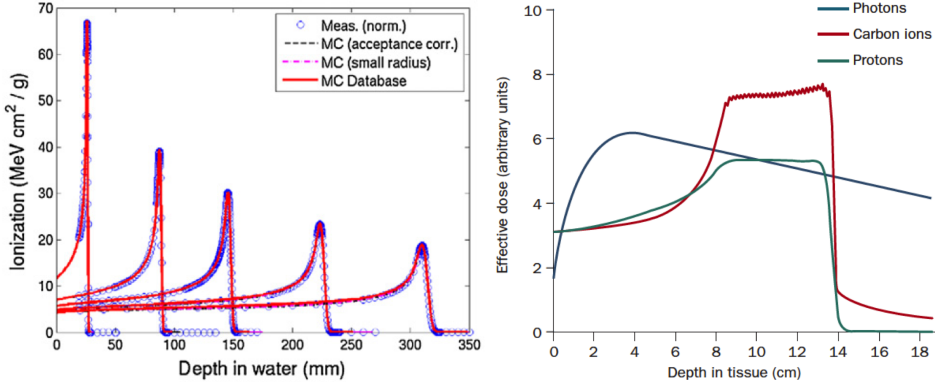 Meas. (norm.)
MC (acceptance corr.)
MC (small radius)
MC Database
Ionization (MeV cm² / g)
70
60
50
40
30
20
10
0
0 50 100 150 200 250 300 350
Depth in water (mm)
Photons
Carbon ions
Protons
Effective dose (arbitrary units)
10
8
6
4
2
0
0 2 4 6 8 10 12 14 16 18
Depth in tissue (cm)